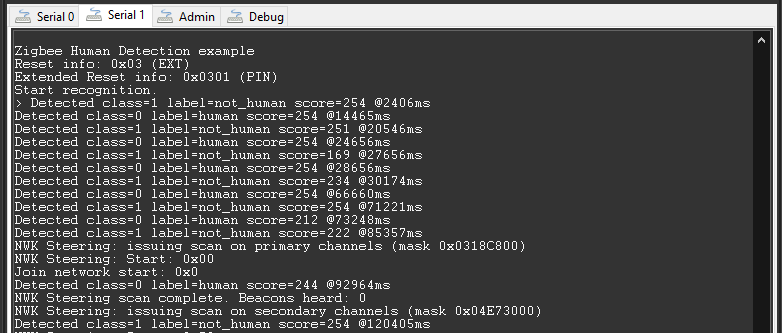 Serial 0 Serial 1 Admin Debug
Zigbee Human Detection example
Reset info: 0x03 (EXT)
Extended Reset info: 0x0301 (PIN)
Start recognition.
> Detected class=1 label=not_human score=254 @2406ms
Detected class=0 label=human score=254 @14465ms
Detected class=1 label=not_human score=251 @20546ms
Detected class=0 label=human score=254 @24656ms
Detected class=1 label=not_human score=169 @27656ms
Detected class=0 label=human score=254 @28656ms
Detected class=1 label=not_human score=234 @30174ms
Detected class=0 label=human score=254 @66660ms
Detected class=1 label=not_human score=254 @71221ms
Detected class=0 label=human score=212 @73248ms
Detected class=1 label=not_human score=222 @85357ms
NWK Steering: issuing scan on primary channels (mask 0x0318C800)
NWK Steering: Start: 0x00
Join network start: 0x0
Detected class=0 label=human score=244 @92964ms
NWK Steering scan complete. Beacons heard: 0
NWK Steering: issuing scan on secondary channels (mask 0x04E73000)
Detected class=1 label=not_human score=254 @120405ms